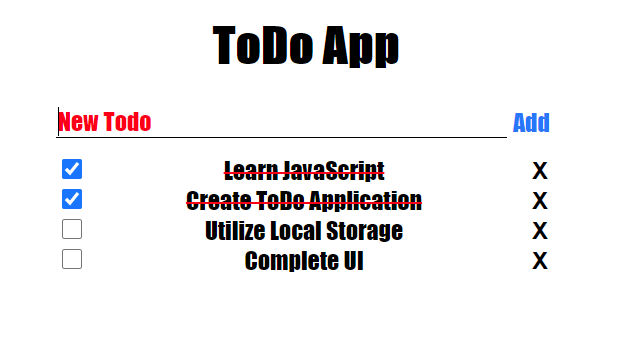 ToDo App
New Todo Add
Learn JavaScript X
Create ToDo Application X
Utilize Local Storage X
Complete UI X